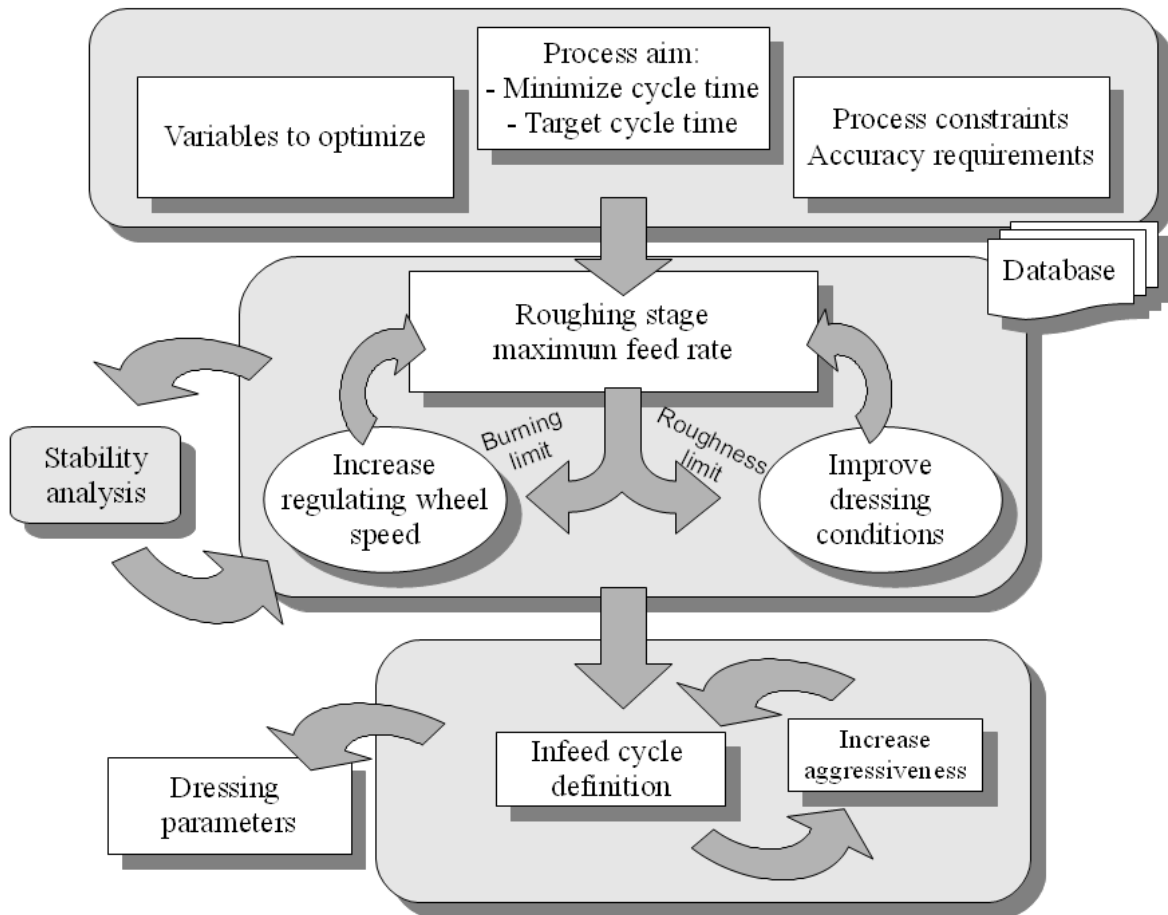 Process aim:
- Minimize cycle time
- Target cycle time
Variables to optimize
Process constraints
Accuracy requirements
Database
Roughing stage
maximum feed rate
Burning
limit
Roughness
limit
Stability
analysis
Increase
regulating wheel
speed
Improve
dressing
conditions
Infeed cycle
definition
Increase
aggressiveness
Dressing
parameters